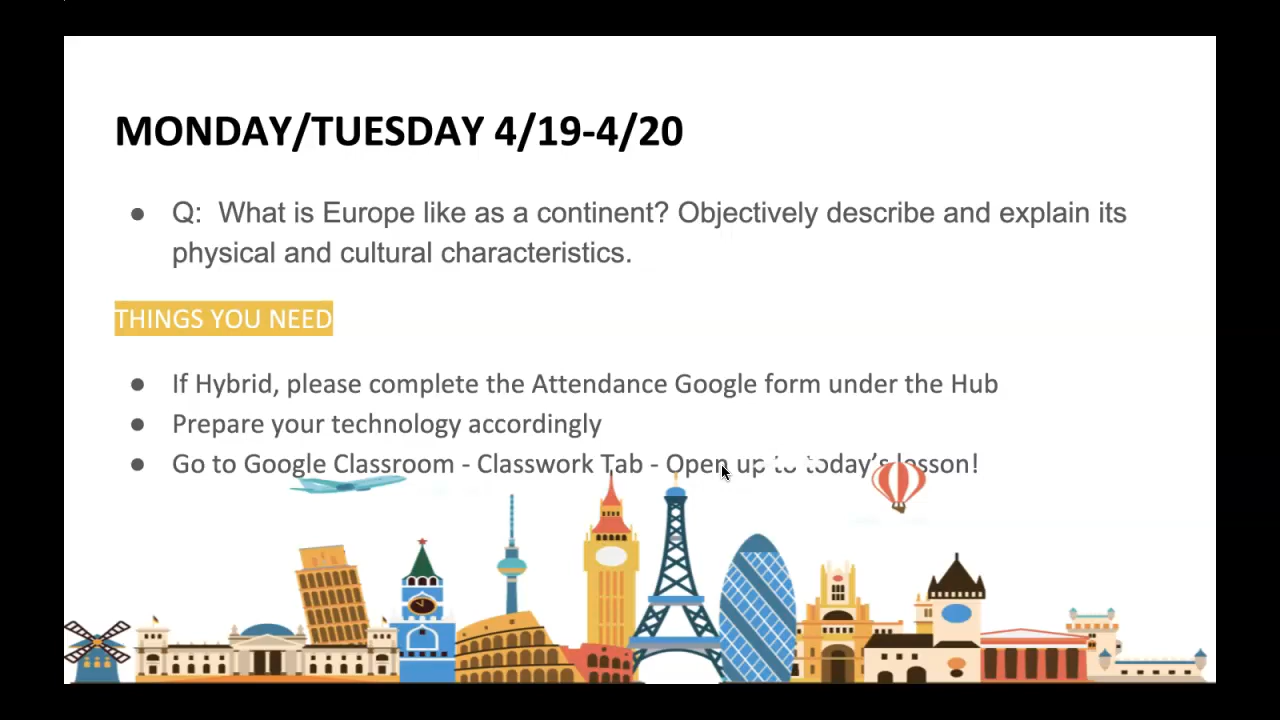 MONDAY/TUESDAY 4/19-4/20
● Q: What is Europe like as a continent? Objectively describe and explain its
physical and cultural characteristics.
THINGS YOU NEED
● If Hybrid, please complete the Attendance Google form under the Hub
● Prepare your technology accordingly
● Go to Google Classroom - Classwork Tab - Open up to today’s lesson!